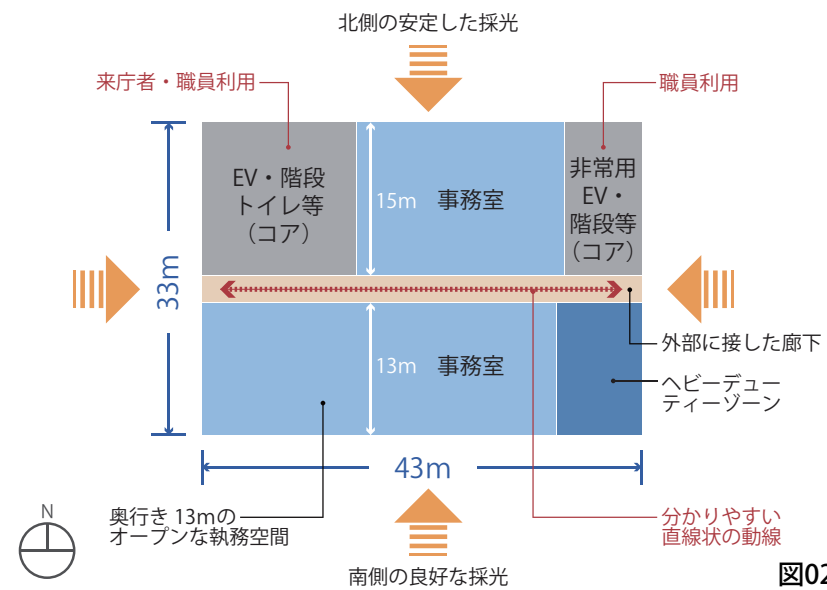 北側の安定した採光
来庁者・職員利用
職員利用
EV・階段
トイレ等
（コア）
15m 事務室
非常用
EV・
階段等
（コア）
33m
外部に接した廊下
13m 事務室
ヘビーデュー
ティーゾーン
43m
N
奥行き 13mの
オープンな執務空間
分かりやすい
直線状の動線
南側の良好な採光
図02